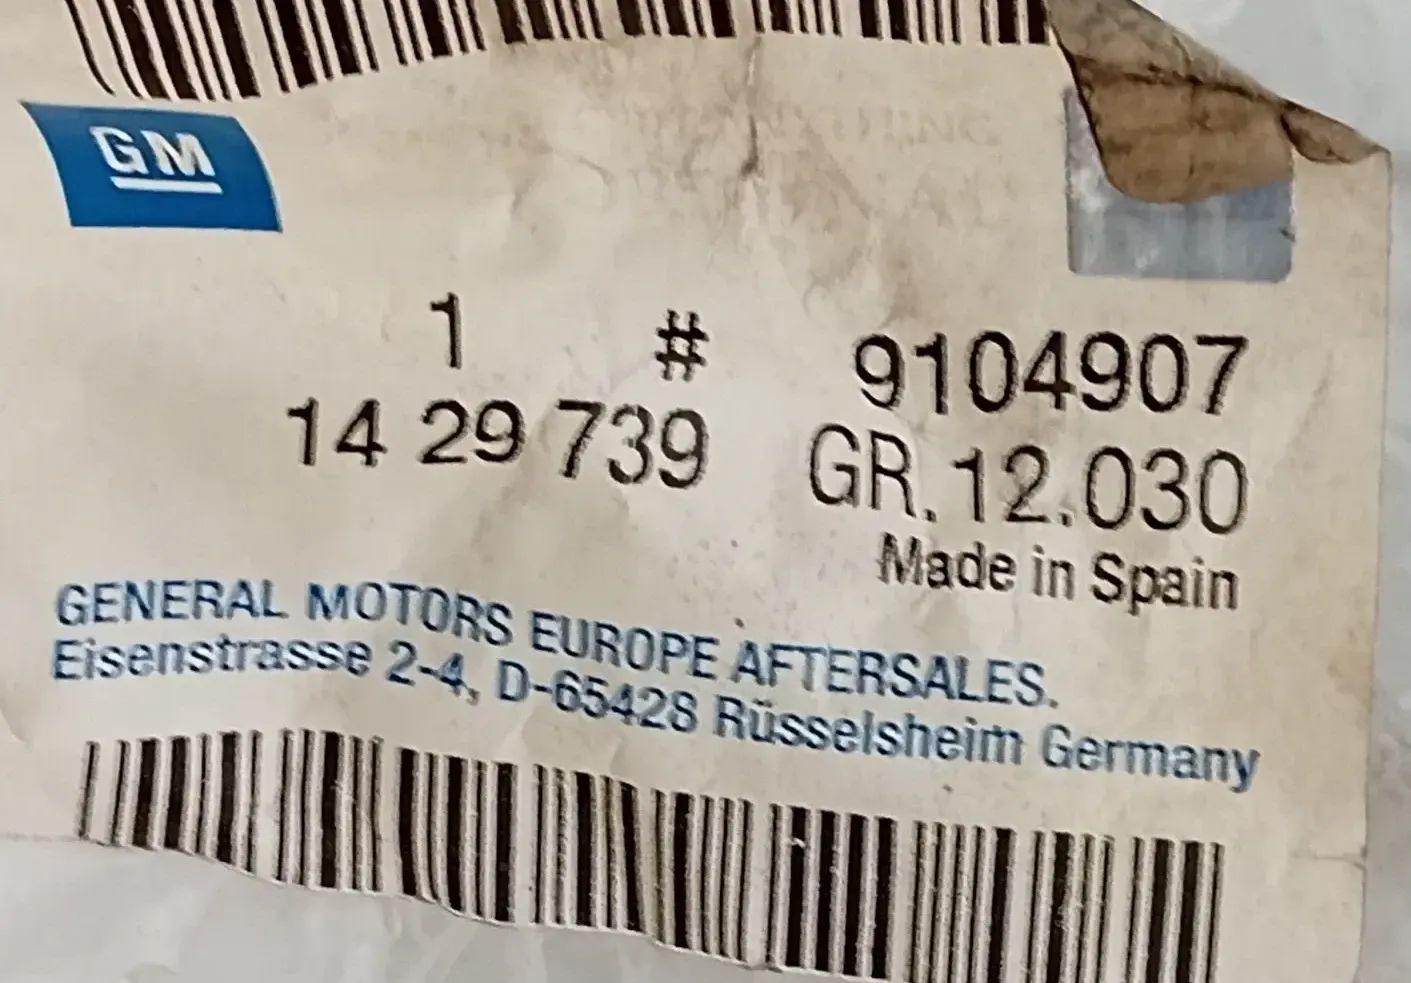 GM
1 # 9104907
14 29 739 GR. 12.030
Made in Spain
GENERAL MOTORS EUROPE AFTERSALES.
Eisenstrasse 2-4, D-65428 Rüsselsheim Germany